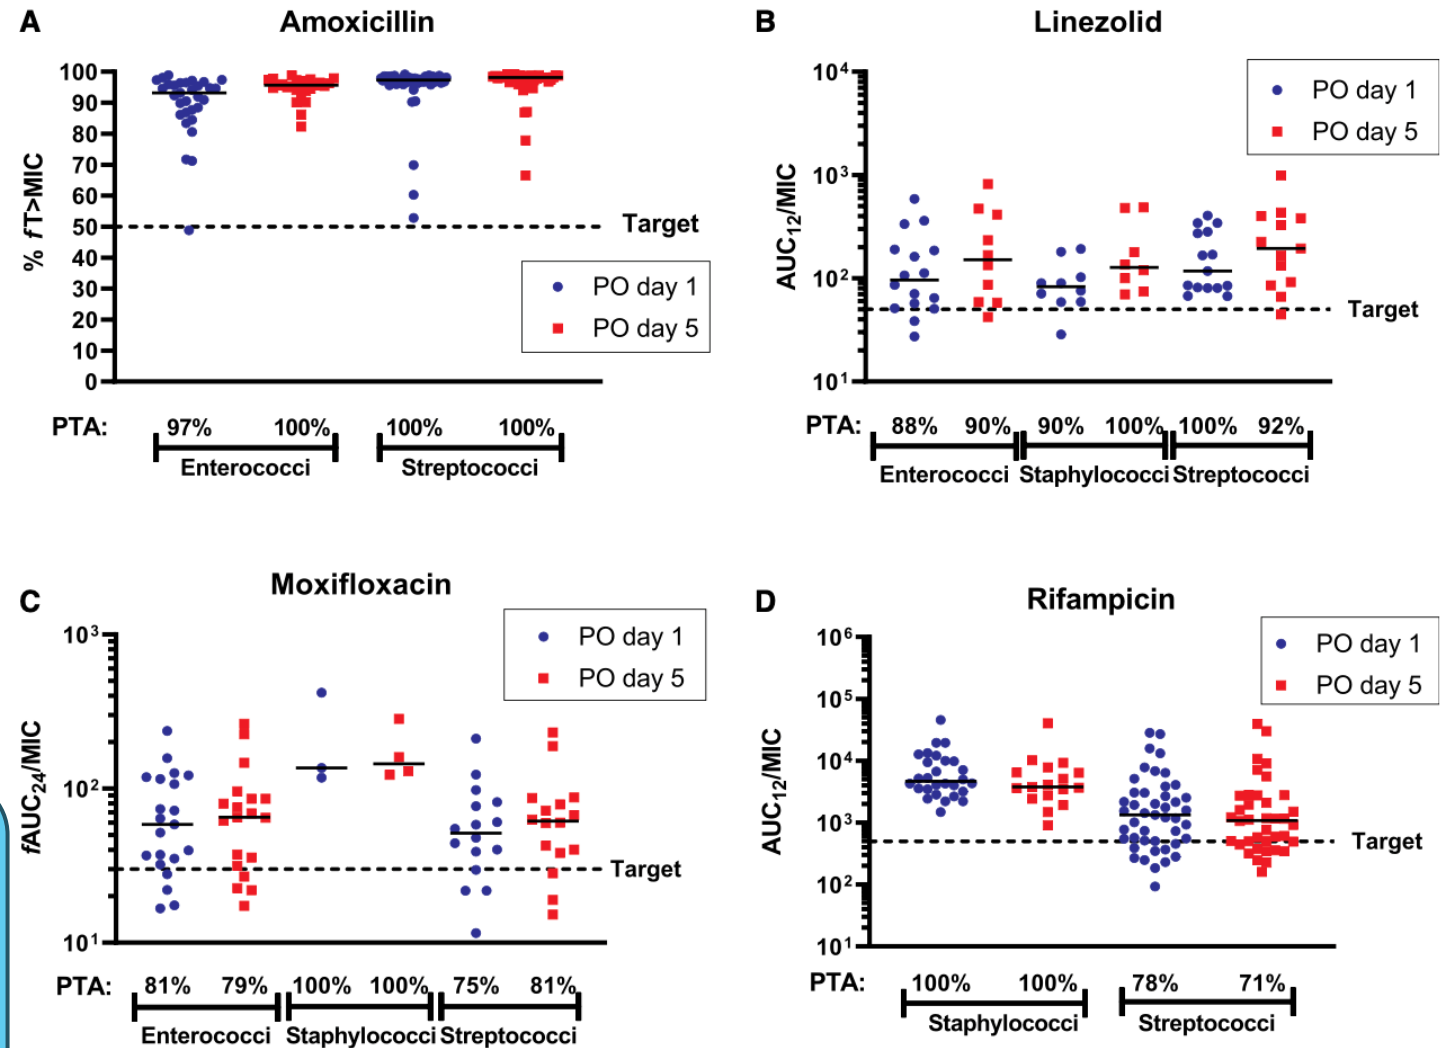 A
Amoxicillin
% fT>MIC
100
90
80
70
60
50
40
30
20
10
0
Target
PO day 1
PO day 5
PTA: 97% 100% 100% 100%
Enterococci Streptococci
B
Linezolid
AUC12/MIC
10⁴
10³
10²
10¹
PO day 1
PO day 5
Target
PTA: 88% 90% 90% 100% 100% 92%
Enterococci Staphylococci Streptococci
C
Moxifloxacin
fAUC24/MIC
10³
10²
10¹
PO day 1
PO day 5
Target
PTA: 81% 79% 100% 100% 75% 81%
Enterococci Staphylococci Streptococci
D
Rifampicin
AUC12/MIC
10⁶
10⁵
10⁴
10³
10²
10¹
PO day 1
PO day 5
Target
PTA: 100% 100% 78% 71%
Staphylococci Streptococci